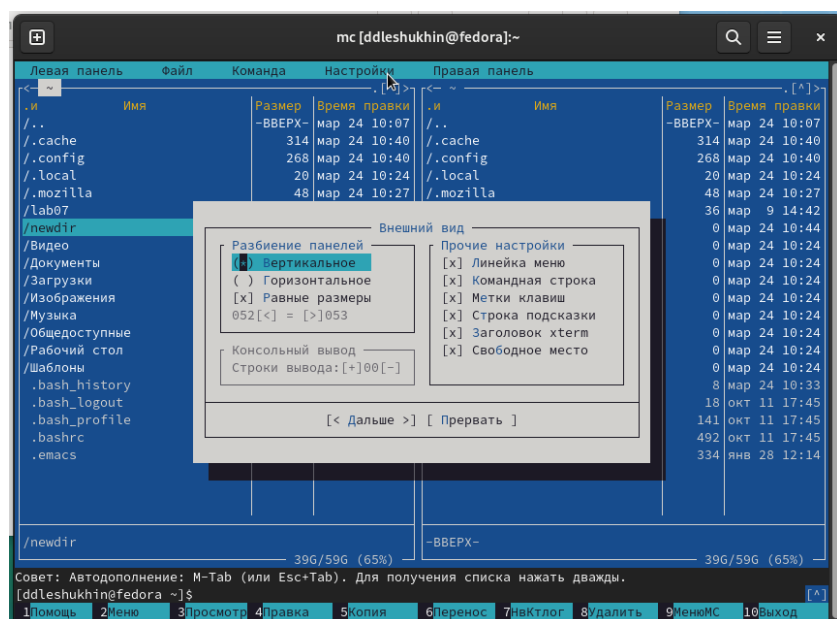 mc [ddleshukhin@fedora]:~
Левая панель Файл Команда Настройки Правая панель
<— ~ .[^]> <— ~ .[^]>
.и Имя Размер Время правки .и Имя Размер Время правки
/.. -ВВЕРХ- мар 24 10:07 /.. -ВВЕРХ- мар 24 10:07
/.cache 314 мар 24 10:40 /.cache 314 мар 24 10:40
/.config 268 мар 24 10:40 /.config 268 мар 24 10:40
/.local 20 мар 24 10:24 /.local 20 мар 24 10:24
/.mozilla 48 мар 24 10:27 /.mozilla 48 мар 24 10:27
/lab07 36 мар 9 14:42
/newdir 0 мар 24 10:44
/Видео 0 мар 24 10:24
/Документы 0 мар 24 10:24
/Загрузки 0 мар 24 10:24
/Изображения 0 мар 24 10:24
/Музыка 0 мар 24 10:24
/Общедоступные 0 мар 24 10:24
/Рабочий стол 0 мар 24 10:24
/Шаблоны 0 мар 24 10:24
.bash_history 8 мар 24 10:33
.bash_logout 18 окт 11 17:45
.bash_profile 141 окт 11 17:45
.bashrc 492 окт 11 17:45
.emacs 334 янв 28 12:14
Внешний вид
Разбиение панелей
(*) Вертикальное
( ) Горизонтальное
[x] Равные размеры
052[<] = [>]053
Консольный вывод
Строки вывода:[+]00[-]
Прочие настройки
[x] Линейка меню
[x] Командная строка
[x] Метки клавиш
[x] Строка подсказки
[x] Заголовок xterm
[x] Свободное место
[< Дальше >] [ Прервать ]
/newdir -ВВЕРХ-
39G/59G (65%) 39G/59G (65%)
Совет: Автодополнение: M-Tab (или Esc+Tab). Для получения списка нажать дважды.
[ddleshukhin@fedora ~]$ [^]
1Помощь 2Меню 3Просмотр 4Правка 5Копия 6Перенос 7НвКтлог 8Удалить 9МенюMC 10Выход